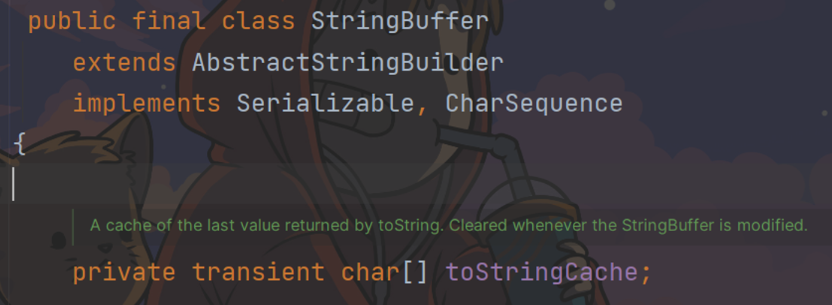 public final class StringBuffer
extends AbstractStringBuilder
implements Serializable, CharSequence
{
A cache of the last value returned by toString. Cleared whenever the StringBuffer is modified.
private transient char[] toStringCache;